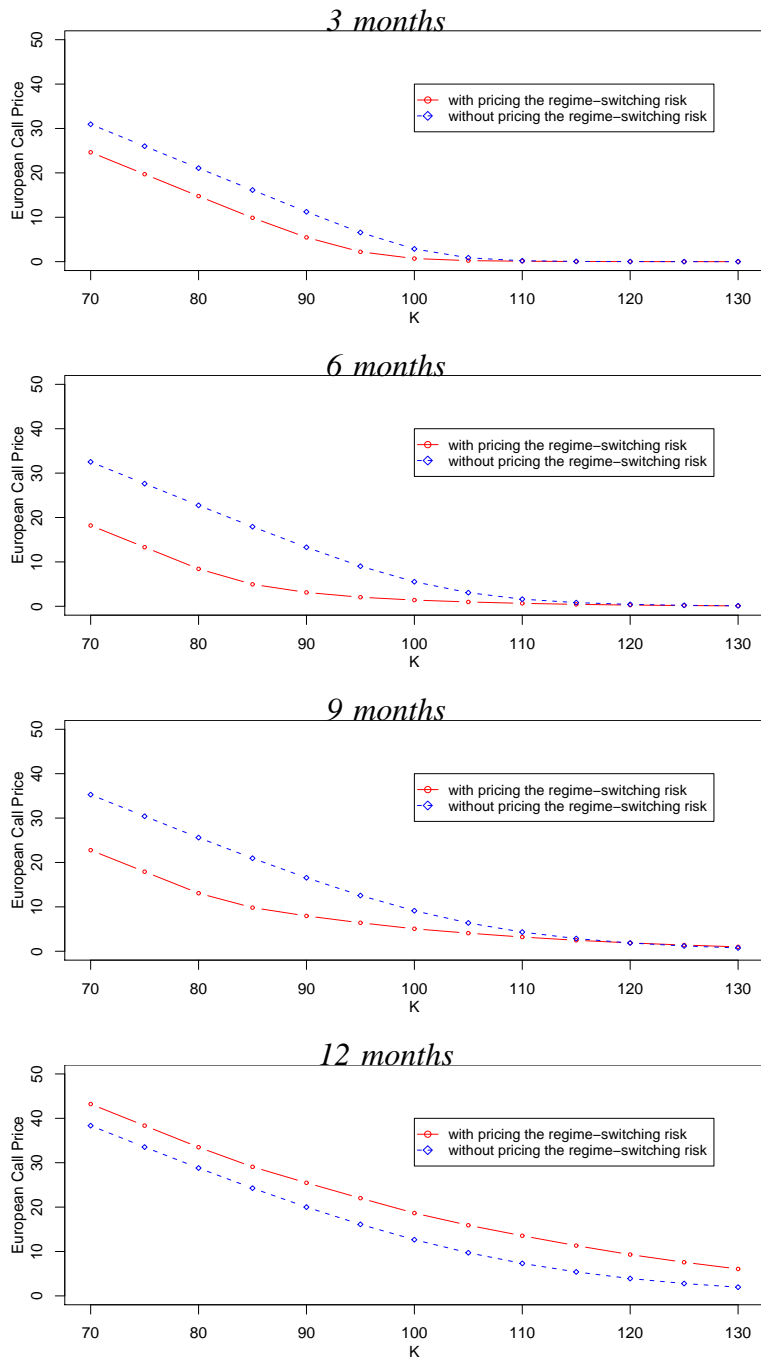 3 months
50
40
30
20
10
0
European Call Price
with pricing the regime−switching risk
without pricing the regime−switching risk
70 80 90 100 110 120 130
K
6 months
50
40
30
20
10
0
European Call Price
with pricing the regime−switching risk
without pricing the regime−switching risk
70 80 90 100 110 120 130
K
9 months
50
40
30
20
10
0
European Call Price
with pricing the regime−switching risk
without pricing the regime−switching risk
70 80 90 100 110 120 130
K
12 months
50
40
30
20
10
0
European Call Price
with pricing the regime−switching risk
without pricing the regime−switching risk
70 80 90 100 110 120 130
K